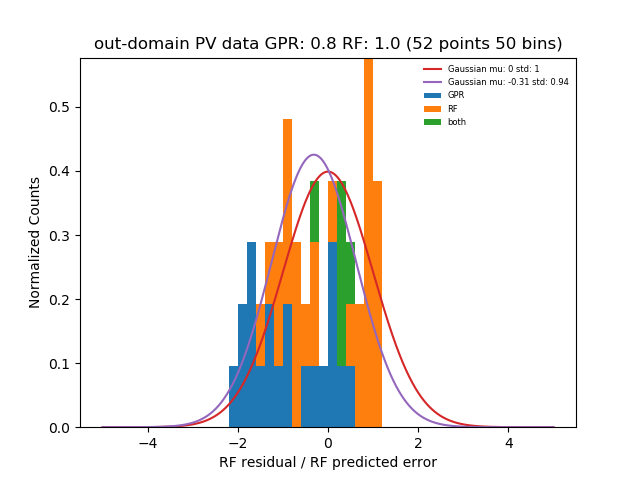 out-domain PV data GPR: 0.8 RF: 1.0 (52 points 50 bins)
Gaussian mu: 0 std: 1
Gaussian mu: -0.31 std: 0.94
GPR
RF
both
Normalized Counts
0.5
0.4
0.3
0.2
0.1
0.0
−4 −2 0 2 4
RF residual / RF predicted error